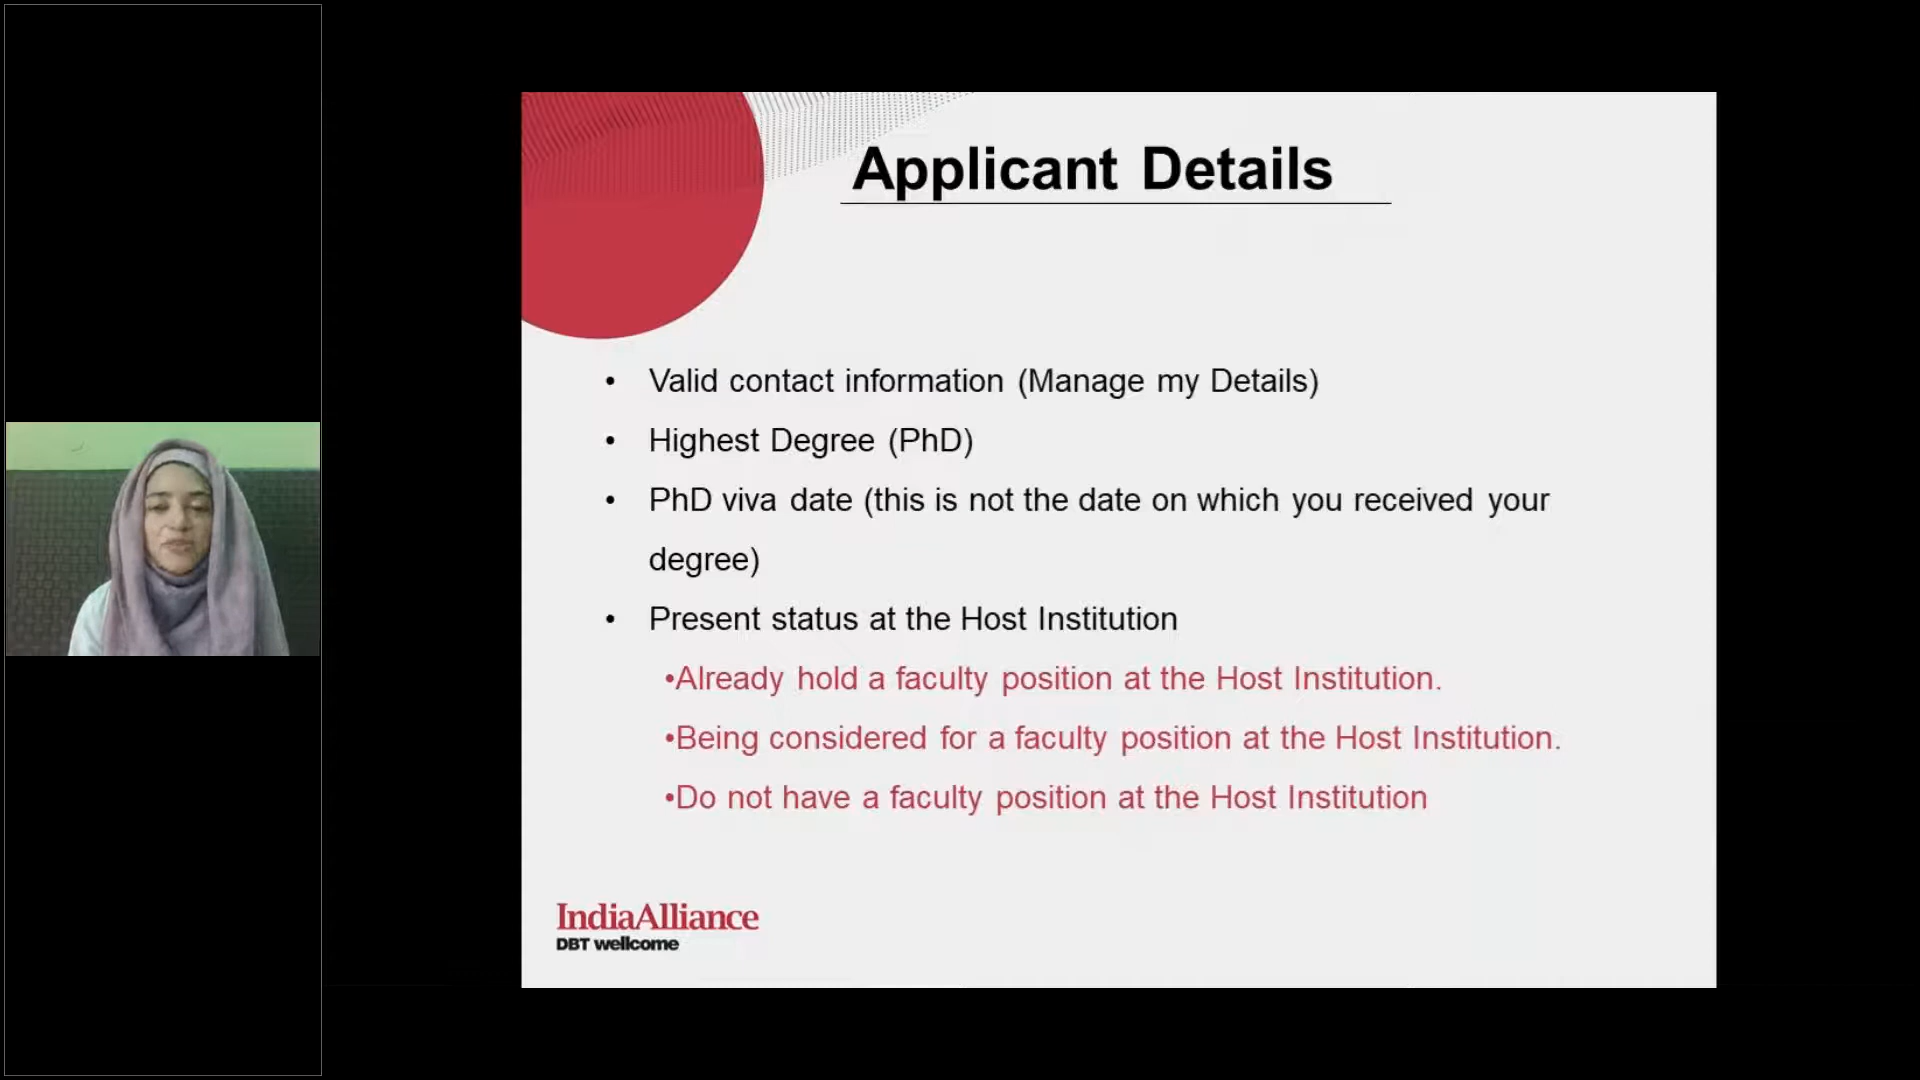 Applicant Details
• Valid contact information (Manage my Details)
• Highest Degree (PhD)
• PhD viva date (this is not the date on which you received your
degree)
• Present status at the Host Institution
•Already hold a faculty position at the Host Institution.
•Being considered for a faculty position at the Host Institution.
•Do not have a faculty position at the Host Institution
IndiaAlliance
DBT wellcome